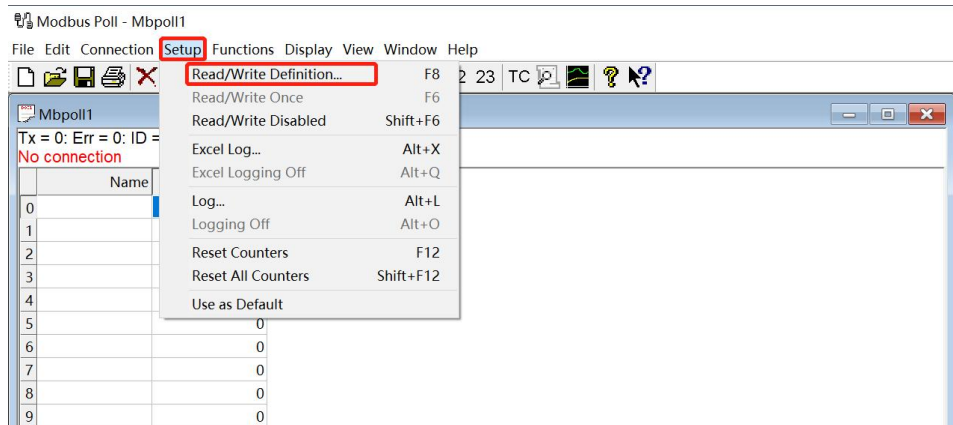 Modbus Poll - Mbpoll1
File Edit Connection Setup Functions Display View Window Help
2 23 TC
Read/Write Definition... F8
Read/Write Once F6
Read/Write Disabled Shift+F6
Excel Log... Alt+X
Excel Logging Off Alt+Q
Log... Alt+L
Logging Off Alt+O
Reset Counters F12
Reset All Counters Shift+F12
Use as Default
Mbpoll1
Tx = 0: Err = 0: ID =
No connection
Name
0
1
2
3
4
5 0
6 0
7 0
8 0
9 0